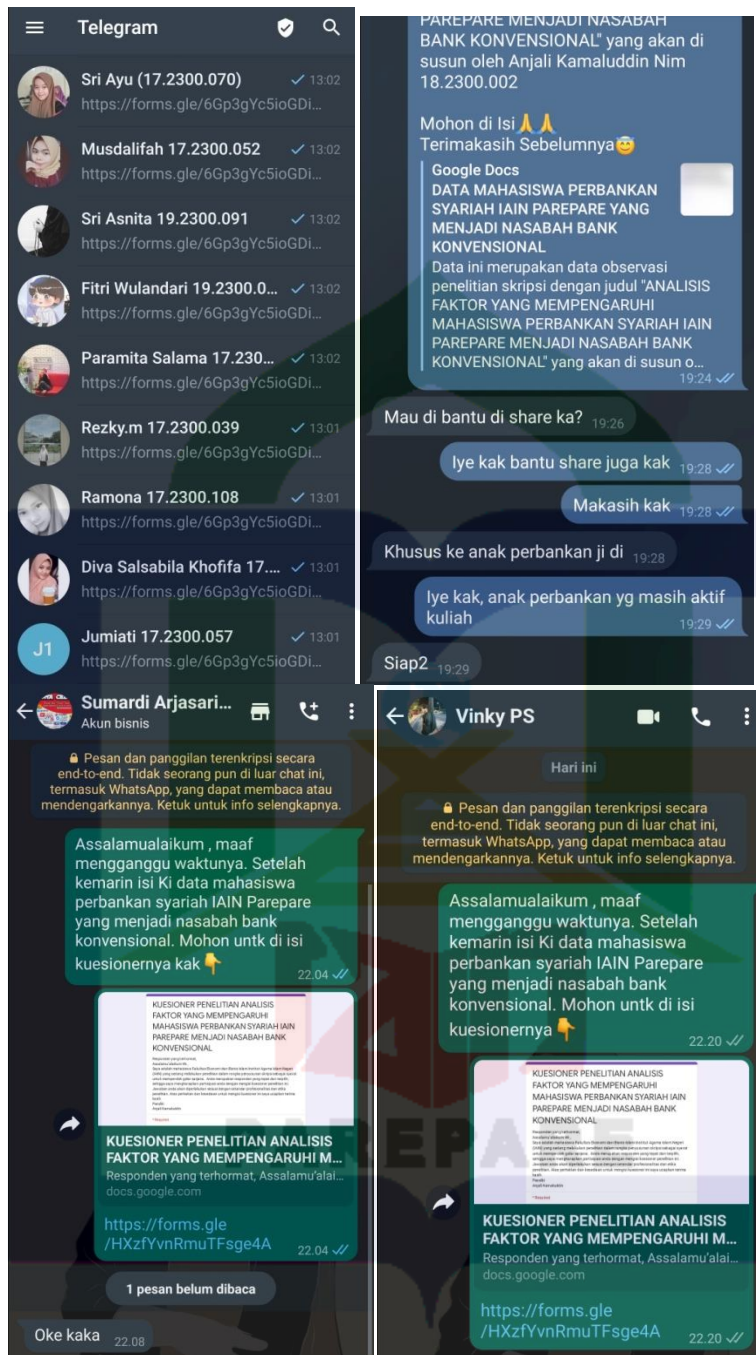 Telegram
Sri Ayu (17.2300.070)
13:02
https://forms.gle/6Gp3gYc5ioGDi...
Musdalifah 17.2300.052
13:02
https://forms.gle/6Gp3gYc5ioGDi...
Sri Asnita 19.2300.091
13:02
https://forms.gle/6Gp3gYc5ioGDi...
Fitri Wulandari 19.2300.0...
13:02
https://forms.gle/6Gp3gYc5ioGDi...
Paramita Salama 17.230...
13:02
https://forms.gle/6Gp3gYc5ioGDi...
Rezky.m 17.2300.039
13:01
https://forms.gle/6Gp3gYc5ioGDi...
Ramona 17.2300.108
13:01
https://forms.gle/6Gp3gYc5ioGDi...
Diva Salsabila Khofifa 17....
13:01
https://forms.gle/6Gp3gYc5ioGDi...
J1
Jumiati 17.2300.057
13:01
https://forms.gle/6Gp3gYc5ioGDi...
PAREPARE MENJADI NASABAH
BANK KONVENSIONAL" yang akan di
susun oleh Anjali Kamaluddin Nim
18.2300.002
Mohon di Isi🙏🙏
Terimakasih Sebelumnya😇
Google Docs
DATA MAHASISWA PERBANKAN
SYARIAH IAIN PAREPARE YANG
MENJADI NASABAH BANK
KONVENSIONAL
Data ini merupakan data observasi
penelitian skripsi dengan judul "ANALISIS
FAKTOR YANG MEMPENGARUHI
MAHASISWA PERBANKAN SYARIAH IAIN
PAREPARE MENJADI NASABAH BANK
KONVENSIONAL" yang akan di susun o...
19:24
Mau di bantu di share ka? 19:26
Iye kak bantu share juga kak 19:28
Makasih kak 19:28
Khusus ke anak perbankan ji di 19:28
Iye kak, anak perbankan yg masih aktif
kuliah
19:29
Siap2 19:29
Sumardi Arjasari...
Akun bisnis
Pesan dan panggilan terenkripsi secara
end-to-end. Tidak seorang pun di luar chat ini,
termasuk WhatsApp, yang dapat membaca atau
mendengarkannya. Ketuk untuk info selengkapnya.
Assalamualaikum , maaf
mengganggu waktunya. Setelah
kemarin isi Ki data mahasiswa
perbankan syariah IAIN Parepare
yang menjadi nasabah bank
konvensional. Mohon untk di isi
kuesionernya kak👇
22.04
KUESIONER PENELITIAN ANALISIS
FAKTOR YANG MEMPENGARUHI
MAHASISWA PERBANKAN SYARIAH IAIN
PAREPARE MENJADI NASABAH BANK
KONVENSIONAL
KUESIONER PENELITIAN ANALISIS
FAKTOR YANG MEMPENGARUHI M...
Responden yang terhormat, Assalamu'alai...
docs.google.com
https://forms.gle
/HXzfYvnRmuTFsge4A
22.04
1 pesan belum dibaca
Oke kaka 22.08
Vinky PS
Hari ini
Pesan dan panggilan terenkripsi secara
end-to-end. Tidak seorang pun di luar chat ini,
termasuk WhatsApp, yang dapat membaca atau
mendengarkannya. Ketuk untuk info selengkapnya.
Assalamualaikum , maaf
mengganggu waktunya. Setelah
kemarin isi Ki data mahasiswa
perbankan syariah IAIN Parepare
yang menjadi nasabah bank
konvensional. Mohon untk di isi
kuesionernya👇
22.20
KUESIONER PENELITIAN ANALISIS
FAKTOR YANG MEMPENGARUHI
MAHASISWA PERBANKAN SYARIAH IAIN
PAREPARE MENJADI NASABAH BANK
KONVENSIONAL
KUESIONER PENELITIAN ANALISIS
FAKTOR YANG MEMPENGARUHI M...
Responden yang terhormat, Assalamu'alai...
docs.google.com
https://forms.gle
/HXzfYvnRmuTFsge4A
22.20
PAREPARE